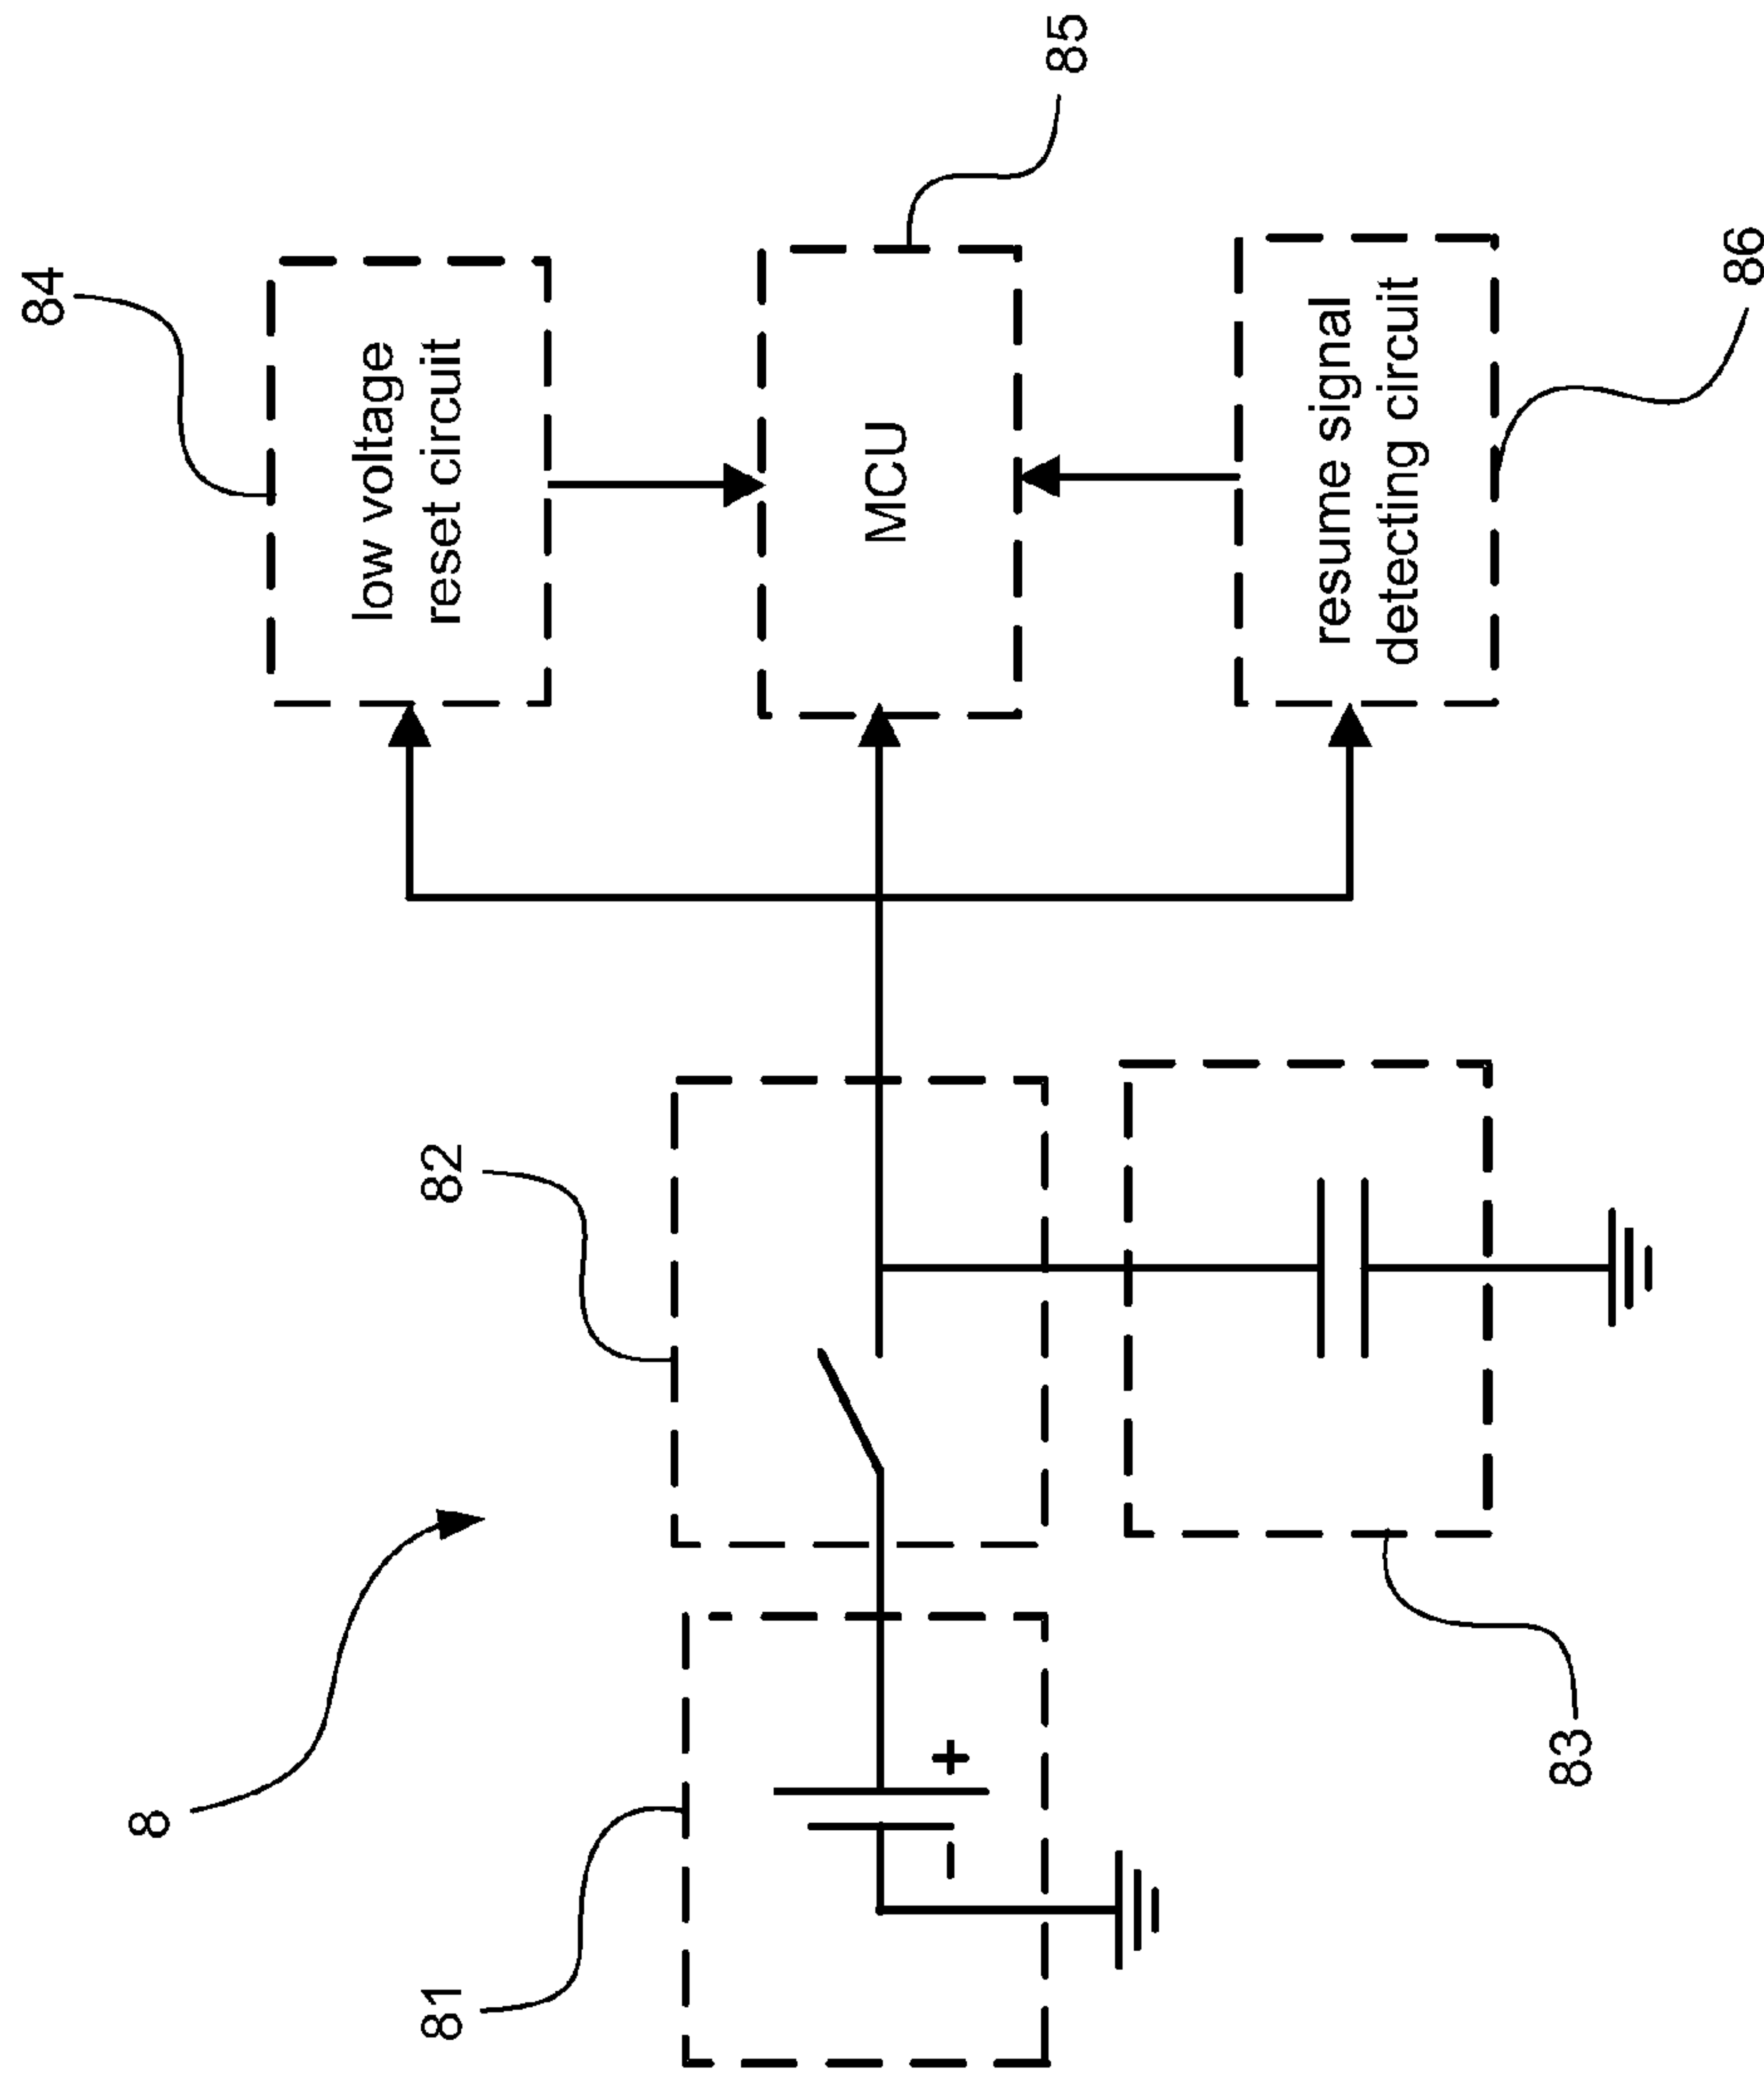 8
81
82
83
84
low voltage
reset circuit
85
MCU
86
resume signal
detecting circuit
+
−